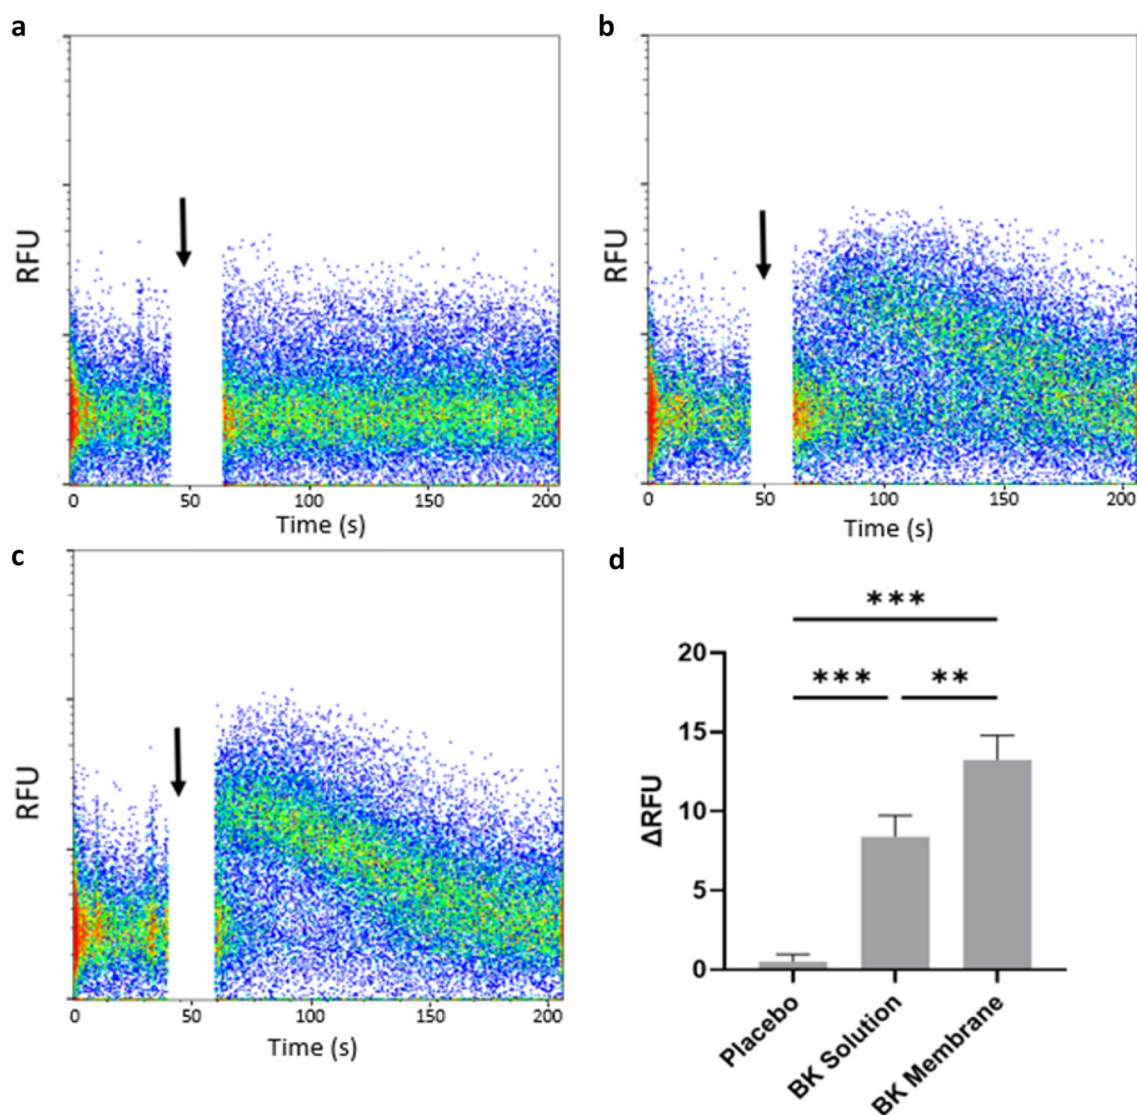 a
RFU
0 50 100 150 200
Time (s)
b
RFU
0 50 100 150 200
Time (s)
c
RFU
0 50 100 150 200
Time (s)
d
***
*** **
ΔRFU
20
15
10
5
0
Placebo
BK Solution
BK Membrane